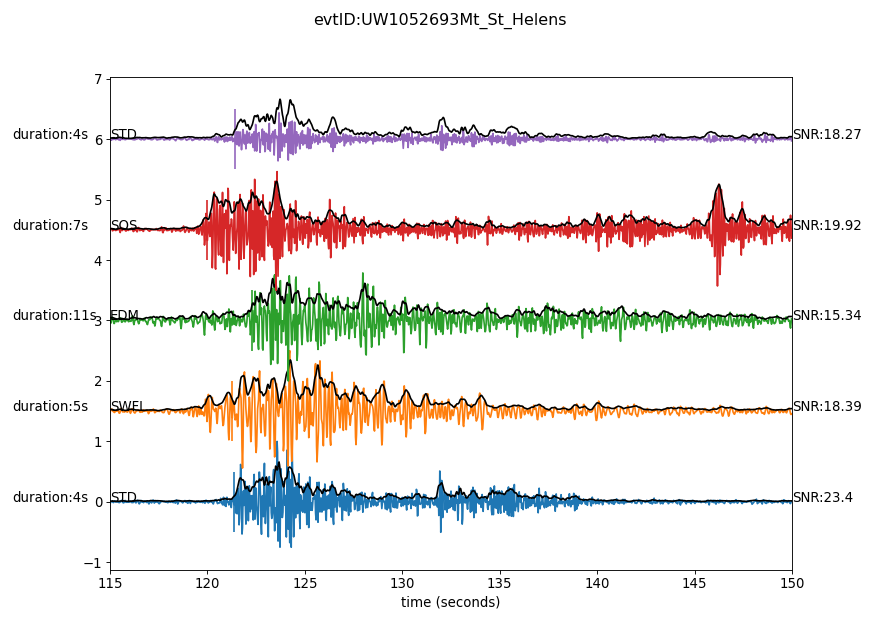 evtID:UW1052693Mt_St_Helens
7
duration:4s STD 6 SNR:18.27
5
duration:7s SOS SNR:19.92
4
duration:11s EDM 3 SNR:15.34
2
duration:5s SWFL SNR:18.39
1
duration:4s STD 0 SNR:23.4
−1
115 120 125 130 135 140 145 150
time (seconds)